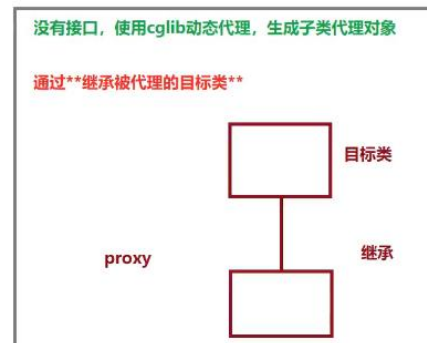 没有接口，使用cglib动态代理，生成子类代理对象
通过**继承被代理的目标类**
目标类
proxy
继承